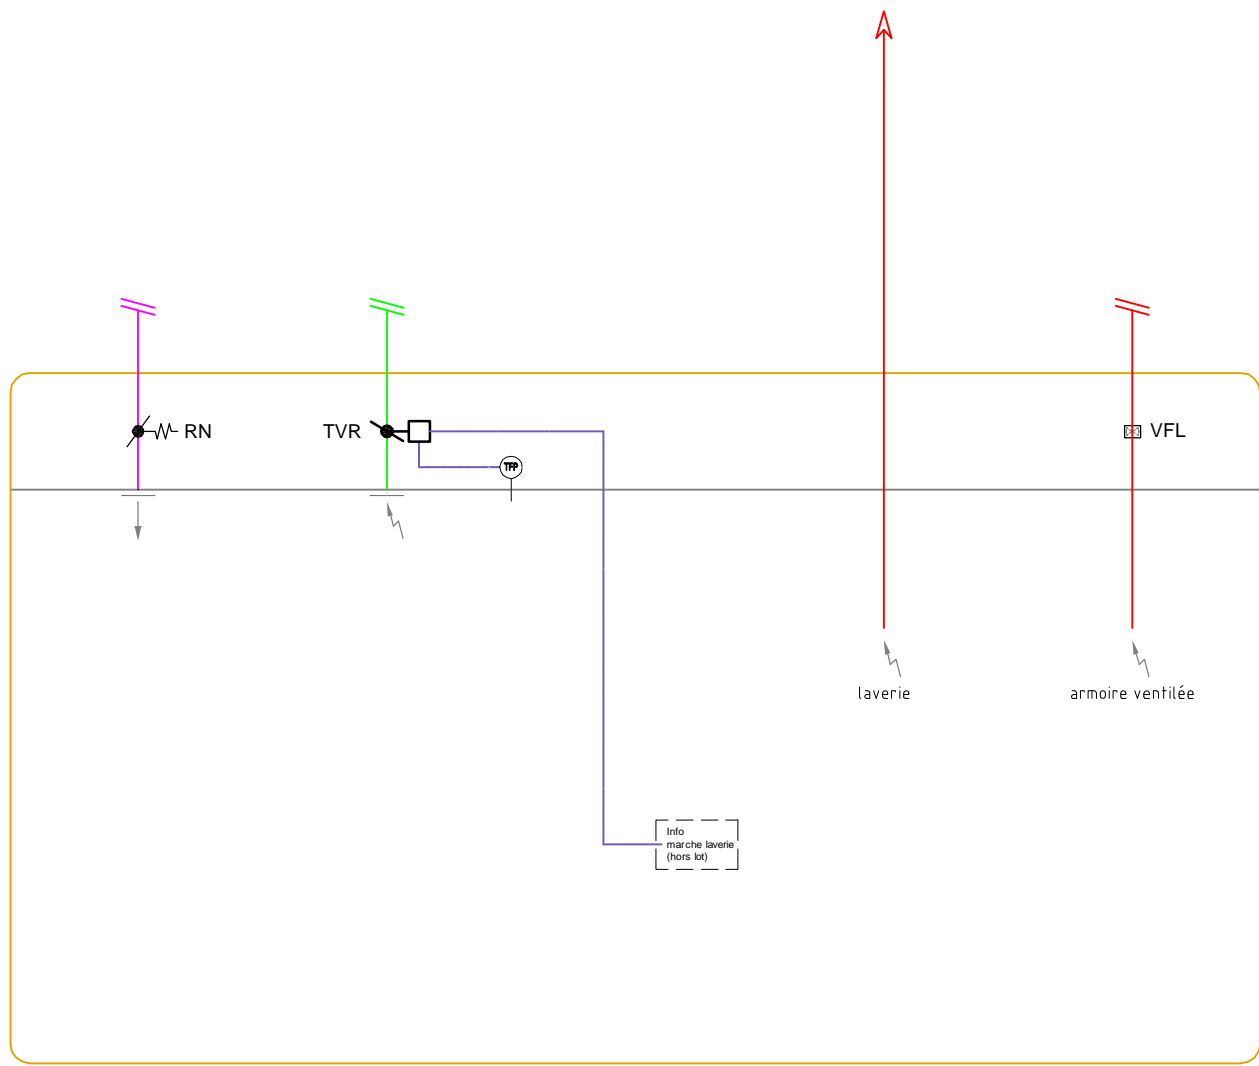 RN
TVR
VFL
TFP
laverie
armoire ventilée
Info
marche laverie
(hors lot)